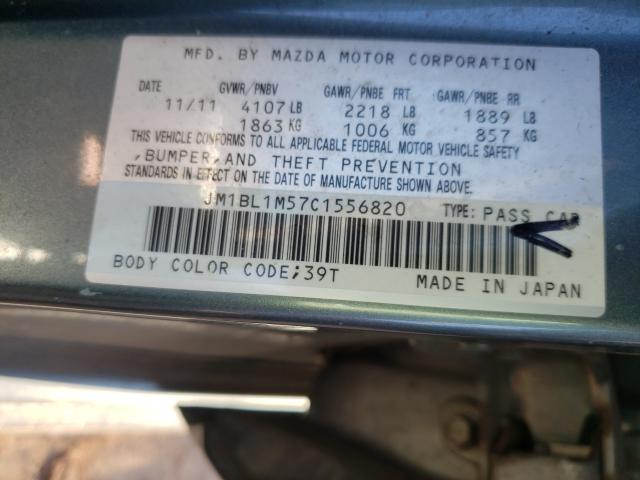 MFD. BY MAZDA MOTOR CORPORATION
DATE GVWR/PNBV GAWR/PNBE FRT GAWR/PNBE RR
11/11 4107 LB 2218 LB 1889 LB
1863 KG 1006 KG 857 KG
THIS VEHICLE CONFORMS TO ALL APPLICABLE FEDERAL MOTOR VEHICLE SAFETY
,BUMPER,AND THEFT PREVENTION
STANDARDS IN EFFECT ON THE DATE OF MANUFACTURE SHOWN ABOVE.
JM1BL1M57C1556820 TYPE: PASS CAR
BODY COLOR CODE;39T MADE IN JAPAN